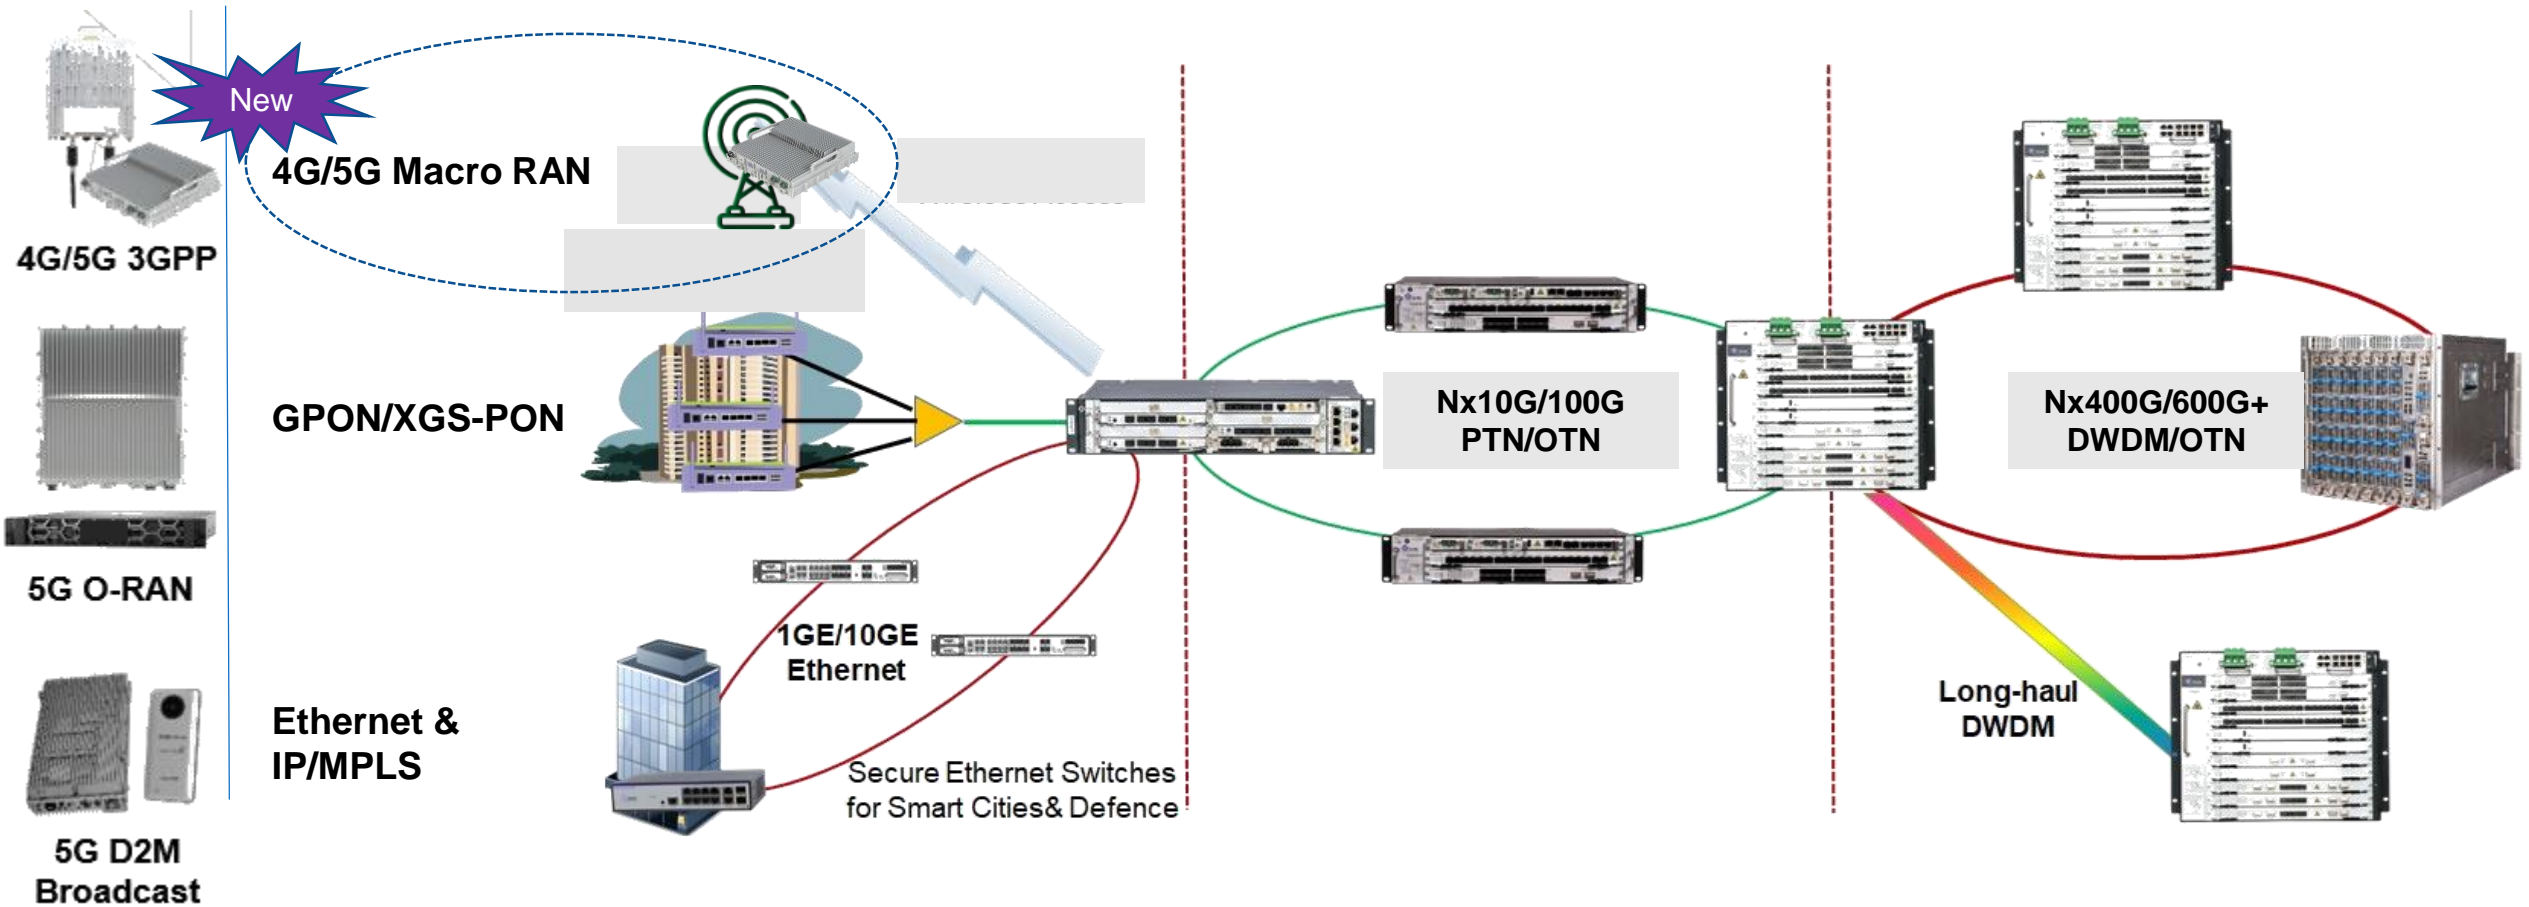 New
4G/5G Macro RAN
4G/5G 3GPP
GPON/XGS-PON
Nx10G/100G
PTN/OTN
Nx400G/600G+
DWDM/OTN
5G O-RAN
1GE/10GE
Ethernet
Ethernet &
IP/MPLS
Secure Ethernet Switches
for Smart Cities& Defence
Long-haul
DWDM
5G D2M
Broadcast